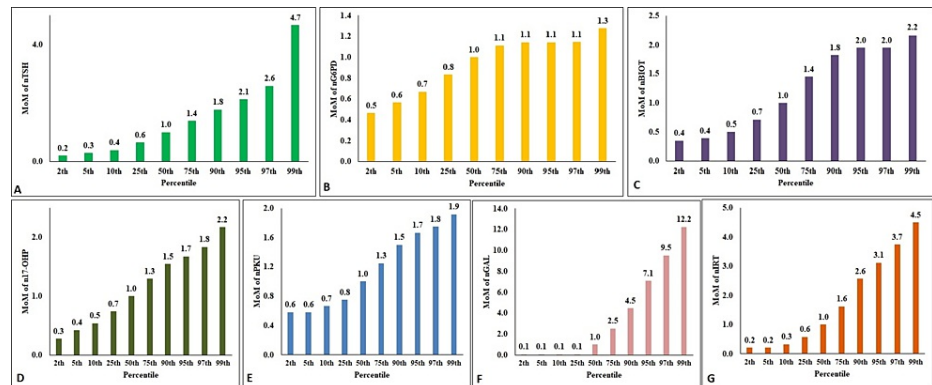 MoM of nTSH
4.0
0.0
0.2 0.3 0.4 0.6 1.0 1.4 1.8 2.1 2.6 4.7
2th 5th 10th 25th 50th 75th 90th 95th 97th 99th
Percentile
A
MoM of nG6PD
1.4
1.2
1.0
0.8
0.6
0.4
0.2
0.0
0.5 0.6 0.7 0.8 1.0 1.1 1.1 1.1 1.1 1.3
2th 5th 10th 25th 50th 75th 90th 95th 97th 99th
Percentile
B
MoM of nBIOT
2.5
2.0
1.5
1.0
0.5
0.0
0.4 0.4 0.5 0.7 1.0 1.4 1.8 2.0 2.0 2.2
2th 5th 10th 25th 50th 75th 90th 95th 97th 99th
Percentile
C
MoM of n17-OHP
2.0
1.0
0.0
0.3 0.4 0.5 0.7 1.0 1.3 1.5 1.7 1.8 2.2
2th 5th 10th 25th 50th 75th 90th 95th 97th 99th
Percentile
D
MoM of nPKU
2.0
1.6
1.2
0.8
0.4
0.0
0.6 0.6 0.7 0.8 1.0 1.3 1.5 1.7 1.8 1.9
2th 5th 10th 25th 50th 75th 90th 95th 97th 99th
Percentile
E
MoM of nGAL
14.0
12.0
10.0
8.0
6.0
4.0
2.0
0.0
0.1 0.1 0.1 0.1 1.0 2.5 4.5 7.1 9.5 12.2
2th 5th 10th 25th 50th 75th 90th 95th 97th 99th
Percentile
F
MoM of nIRT
5.0
4.0
3.0
2.0
1.0
0.0
0.2 0.2 0.3 0.6 1.0 1.6 2.6 3.1 3.7 4.5
2th 5th 10th 25th 50th 75th 90th 95th 97th 99th
Percentile
G